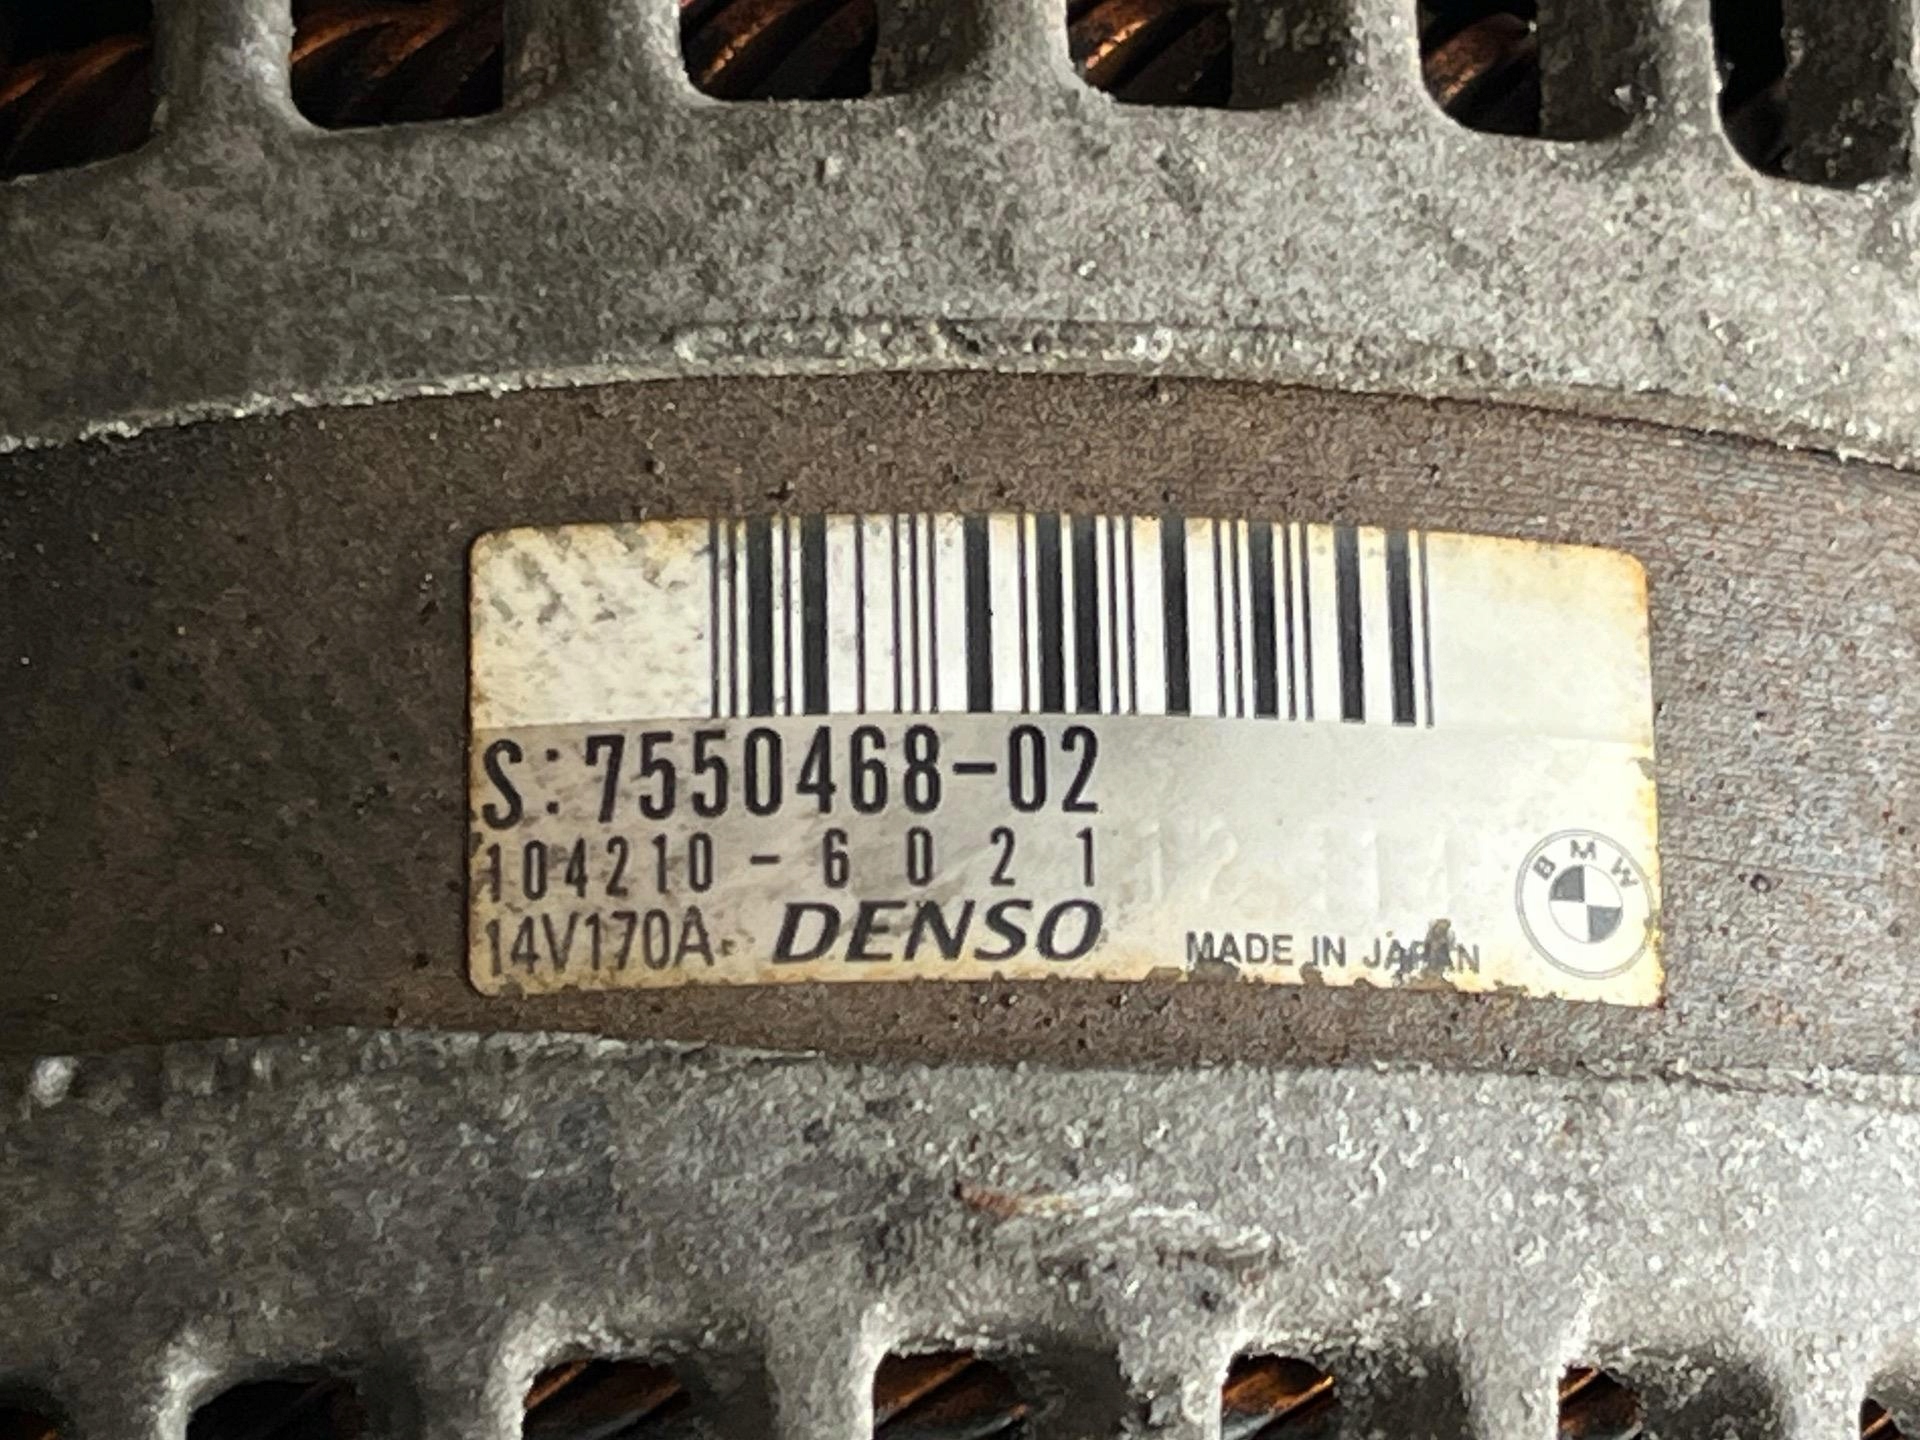 S:7550468-02
104210-6021
14V170A DENSO MADE IN JAPAN
BMW